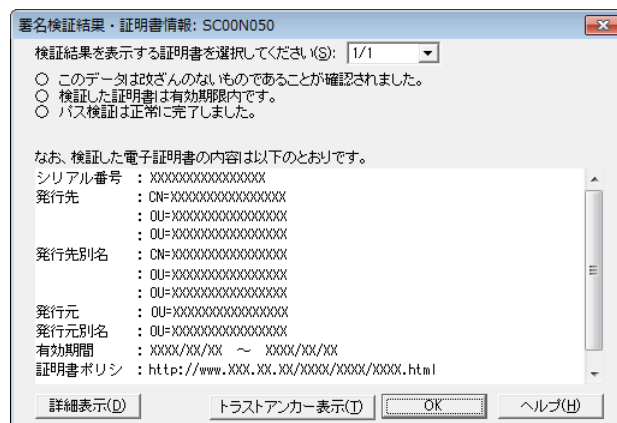 署名検証結果・証明書情報: SC00N050
検証結果を表示する証明書を選択してください(S): 1/1
○ このデータは改ざんのないものであることが確認されました。
○ 検証した証明書は有効期限内です。
○ パス検証は正常に完了しました。
なお、検証した電子証明書の内容は以下のとおりです。
シリアル番号 : XXXXXXXXXXXXXXXX
発行先 : CN=XXXXXXXXXXXXXXXX
: OU=XXXXXXXXXXXXXXXX
: OU=XXXXXXXXXXXXXXXX
発行先別名 : CN=XXXXXXXXXXXXXXXX
: OU=XXXXXXXXXXXXXXXX
: OU=XXXXXXXXXXXXXXXX
発行元 : OU=XXXXXXXXXXXXXXXX
発行元別名 : OU=XXXXXXXXXXXXXXXX
有効期間 : XXXX/XX/XX ～ XXXX/XX/XX
証明書ポリシ : http://www.XXX.XX.XX/XXXX/XXXX/XXXX.html
詳細表示(D) トラストアンカー表示(T) OK ヘルプ(H)